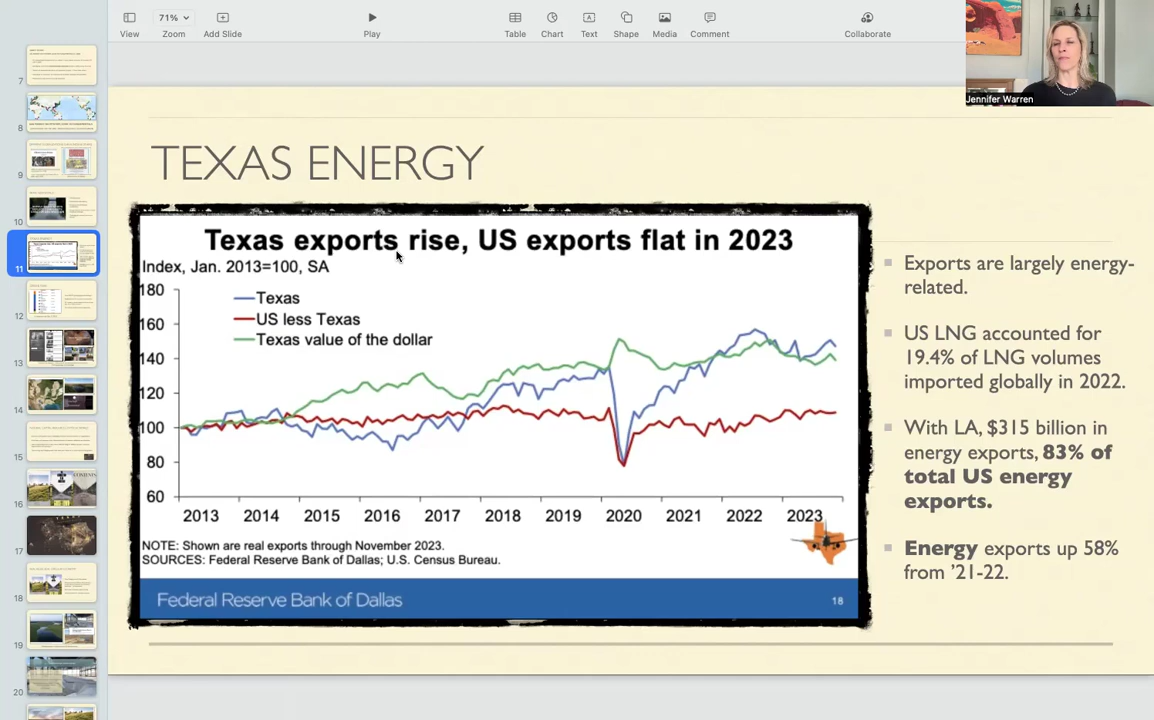 71%
View
Zoom
Add Slide
Play
Table
Chart
Text
Shape
Media
Comment
Collaborate
Jennifer Warren
7
8
9
10
11
12
13
14
15
16
17
18
19
20
TEXAS ENERGY
Texas exports rise, US exports flat in 2023
Index, Jan. 2013=100, SA
180
160
140
120
100
80
60
Texas
US less Texas
Texas value of the dollar
2013 2014 2015 2016 2017 2018 2019 2020 2021 2022 2023
NOTE: Shown are real exports through November 2023.
SOURCES: Federal Reserve Bank of Dallas; U.S. Census Bureau.
Federal Reserve Bank of Dallas
18
Exports are largely energy-
related.
US LNG accounted for
19.4% of LNG volumes
imported globally in 2022.
With LA, $315 billion in
energy exports, 83% of
total US energy
exports.
Energy exports up 58%
from ’21-22.